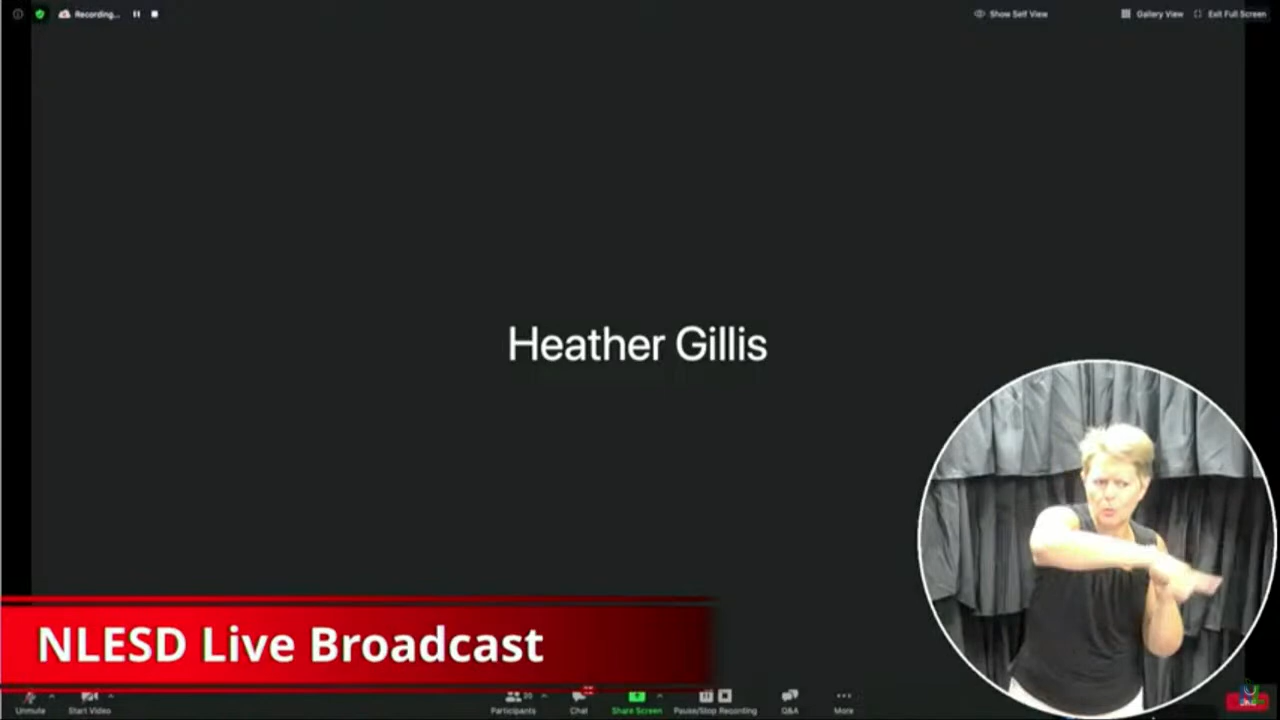 Recording...
Show Self View
Gallery View
Exit Full Screen
Heather Gillis
NLESD Live Broadcast
Unmute
Start Video
Participants
Chat
Share Screen
Pause/Stop Recording
Q&A
More